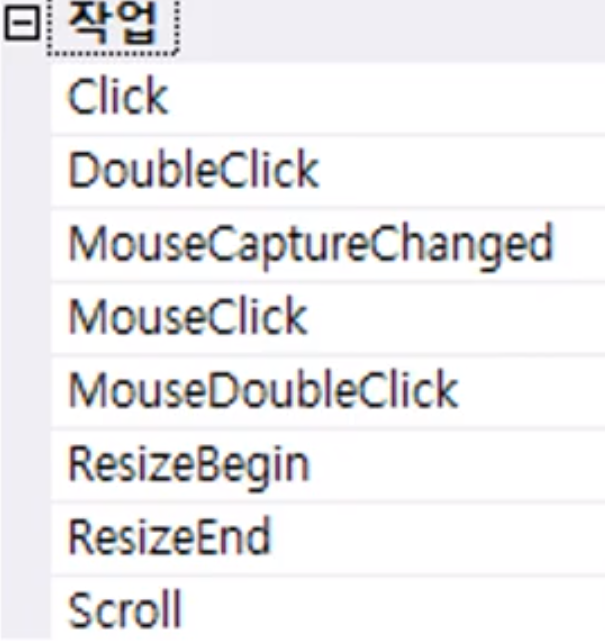 작업
Click
DoubleClick
MouseCaptureChanged
MouseClick
MouseDoubleClick
ResizeBegin
ResizeEnd
Scroll